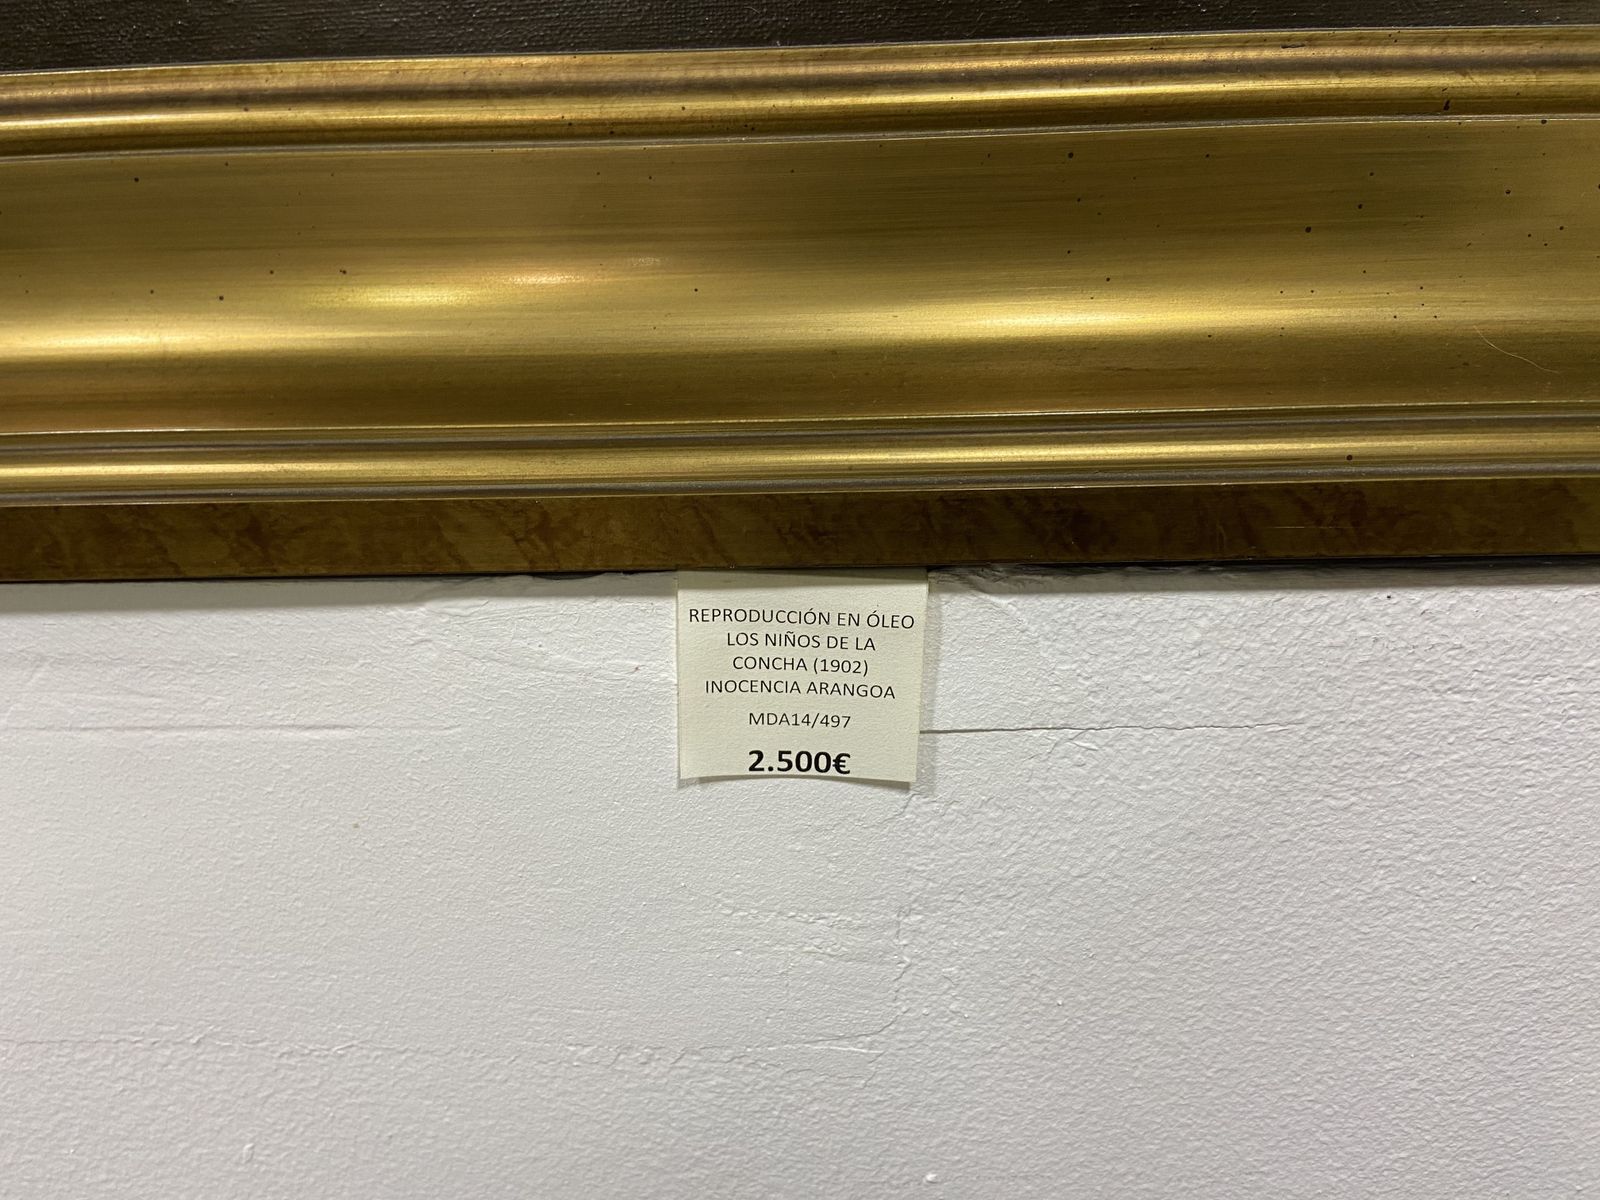 REPRODUCCIÓN EN ÓLEO
LOS NIÑOS DE LA
CONCHA (1902)
INOCENCIA ARANGOA
MDA14/497
2.500€